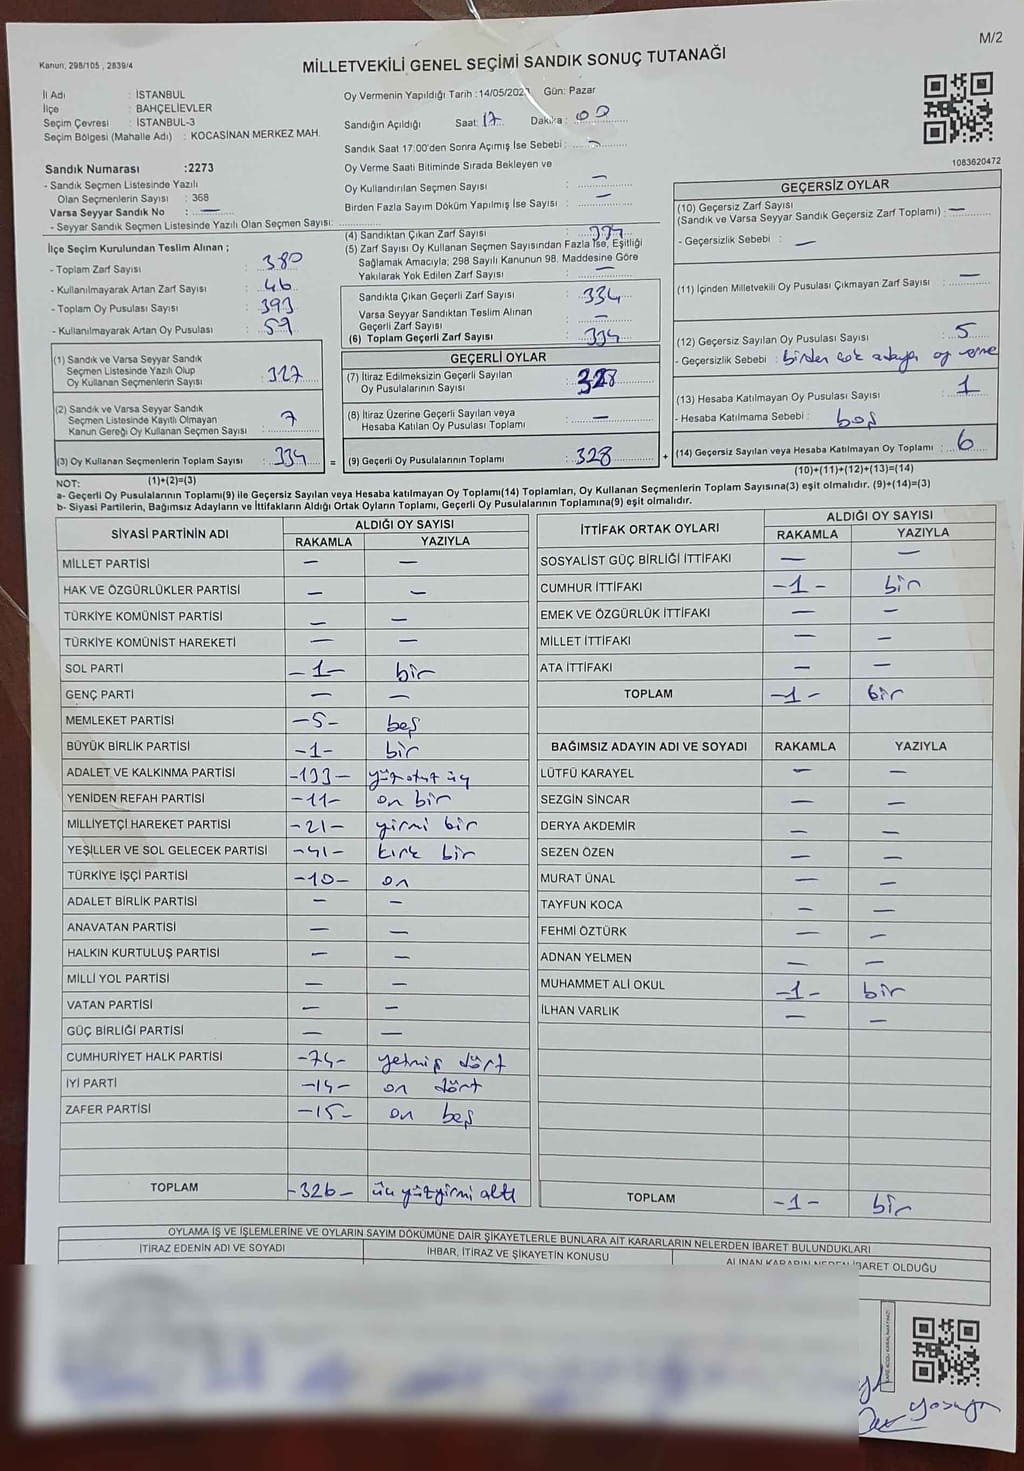 M/2
Kanun; 298/105 , 2839/4
MİLLETVEKİLİ GENEL SEÇİMİ SANDIK SONUÇ TUTANAĞI
İl Adı : İSTANBUL
İlçe : BAHÇELİEVLER
Seçim Çevresi : İSTANBUL-3
Seçim Bölgesi (Mahalle Adı) : KOCASİNAN MERKEZ MAH.
Sandık Numarası :2273
- Sandık Seçmen Listesinde Yazılı
Olan Seçmenlerin Sayısı : 368
Varsa Seyyar Sandık No : —
- Seyyar Sandık Seçmen Listesinde Yazılı Olan Seçmen Sayısı:
Oy Vermenin Yapıldığı Tarih :14/05/2023 Gün: Pazar
Sandığın Açıldığı Saat: 17 Dakika : 00
Sandık Saat 17:00'den Sonra Açımış İse Sebebi : —
Oy Verme Saati Bitiminde Sırada Bekleyen ve
Oy Kullandırılan Seçmen Sayısı : —
Birden Fazla Sayım Döküm Yapılmış İse Sayısı : —
1083620472
İlçe Seçim Kurulundan Teslim Alınan ;
- Toplam Zarf Sayısı : 380
- Kullanılmayarak Artan Zarf Sayısı : 46
- Toplam Oy Pusulası Sayısı : 393
- Kullanılmayarak Artan Oy Pusulası : 59
(1) Sandık ve Varsa Seyyar Sandık
Seçmen Listesinde Yazılı Olup
Oy Kullanan Seçmenlerin Sayısı : 327
(2) Sandık ve Varsa Seyyar Sandık
Seçmen Listesinde Kayıtlı Olmayan
Kanun Gereği Oy Kullanan Seçmen Sayısı : 7
(3) Oy Kullanan Seçmenlerin Toplam Sayısı : 334
(1)+(2)=(3)
(4) Sandıktan Çıkan Zarf Sayısı : 334
(5) Zarf Sayısı Oy Kullanan Seçmen Sayısından Fazla İse, Eşitliği
Sağlamak Amacıyla; 298 Sayılı Kanunun 98. Maddesine Göre
Yakılarak Yok Edilen Zarf Sayısı : —
Sandıkta Çıkan Geçerli Zarf Sayısı : 334
Varsa Seyyar Sandıktan Teslim Alınan
Geçerli Zarf Sayısı : —
(6) Toplam Geçerli Zarf Sayısı : 334
GEÇERLİ OYLAR
(7) İtiraz Edilmeksizin Geçerli Sayılan
Oy Pusulalarının Sayısı : 328
(8) İtiraz Üzerine Geçerli Sayılan veya
Hesaba Katılan Oy Pusulası Toplamı : —
= (9) Geçerli Oy Pusulalarının Toplamı : 328 +
GEÇERSİZ OYLAR
(10) Geçersiz Zarf Sayısı
(Sandık ve Varsa Seyyar Sandık Geçersiz Zarf Toplamı) : —
- Geçersizlik Sebebi : —
(11) İçinden Milletvekili Oy Pusulası Çıkmayan Zarf Sayısı : —
(12) Geçersiz Sayılan Oy Pusulası Sayısı : 5
- Geçersizlik Sebebi : birden çok adaya oy verme
(13) Hesaba Katılmayan Oy Pusulası Sayısı : 1
- Hesaba Katılmama Sebebi : boş
(14) Geçersiz Sayılan veya Hesaba Katılmayan Oy Toplamı : 6
(10)+(11)+(12)+(13)=(14)
NOT:
a- Geçerli Oy Pusulalarının Toplamı(9) ile Geçersiz Sayılan veya Hesaba katılmayan Oy Toplamı(14) Toplamları, Oy Kullanan Seçmenlerin Toplam Sayısına(3) eşit olmalıdır. (9)+(14)=(3)
b- Siyasi Partilerin, Bağımsız Adayların ve İttifakların Aldığı Ortak Oyların Toplamı, Geçerli Oy Pusulalarının Toplamına(9) eşit olmalıdır.
SİYASİ PARTİNİN ADI ALDIĞI OY SAYISI
RAKAMLA YAZIYLA
MİLLET PARTİSİ — —
HAK VE ÖZGÜRLÜKLER PARTİSİ — —
TÜRKİYE KOMÜNİST PARTİSİ — —
TÜRKİYE KOMÜNİST HAREKETİ — —
SOL PARTİ -1- bir
GENÇ PARTİ — —
MEMLEKET PARTİSİ -5- beş
BÜYÜK BİRLİK PARTİSİ -1- bir
ADALET VE KALKINMA PARTİSİ -133- yüz otuz üç
YENİDEN REFAH PARTİSİ -11- on bir
MİLLİYETÇİ HAREKET PARTİSİ -21- yirmi bir
YEŞİLLER VE SOL GELECEK PARTİSİ -41- kırk bir
TÜRKİYE İŞÇİ PARTİSİ -10- on
ADALET BİRLİK PARTİSİ — —
ANAVATAN PARTİSİ — —
HALKIN KURTULUŞ PARTİSİ — —
MİLLİ YOL PARTİSİ — —
VATAN PARTİSİ — —
GÜÇ BİRLİĞİ PARTİSİ — —
CUMHURİYET HALK PARTİSİ -74- yetmiş dört
İYİ PARTİ -14- on dört
ZAFER PARTİSİ -15- on beş
TOPLAM -326- üç yüz yirmi altı
İTTİFAK ORTAK OYLARI ALDIĞI OY SAYISI
RAKAMLA YAZIYLA
SOSYALİST GÜÇ BİRLİĞİ İTTİFAKI — —
CUMHUR İTTİFAKI -1- bir
EMEK VE ÖZGÜRLÜK İTTİFAKI — —
MİLLET İTTİFAKI — —
ATA İTTİFAKI — —
TOPLAM -1- bir
BAĞIMSIZ ADAYIN ADI VE SOYADI RAKAMLA YAZIYLA
LÜTFÜ KARAYEL — —
SEZGİN SİNCAR — —
DERYA AKDEMİR — —
SEZEN ÖZEN — —
MURAT ÜNAL — —
TAYFUN KOCA — —
FEHMİ ÖZTÜRK — —
ADNAN YELMEN — —
MUHAMMET ALİ OKUL -1- bir
İLHAN VARLIK — —
TOPLAM -1- bir
OYLAMA İŞ VE İŞLEMLERİNE VE OYLARIN SAYIM DÖKÜMÜNE DAİR ŞİKAYETLERLE BUNLARA AİT KARARLARIN NELERDEN İBARET BULUNDUKLARI
İTİRAZ EDENİN ADI VE SOYADI İHBAR, İTİRAZ VE ŞİKAYETİN KONUSU ALINAN KARARIN NEDEN İBARET OLDUĞU